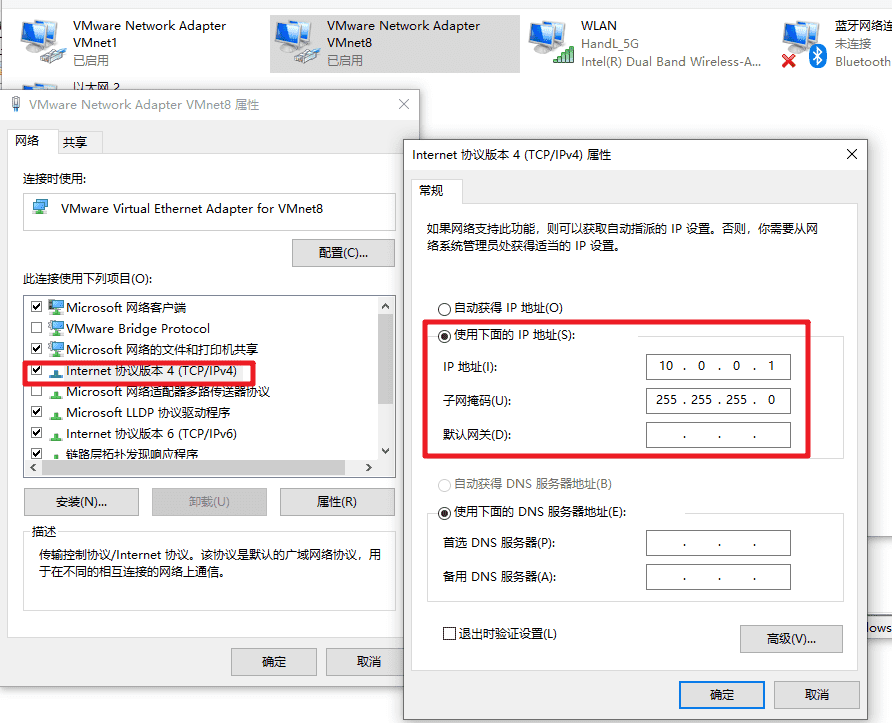 VMware Network Adapter
VMnet1
已启用
VMware Network Adapter
VMnet8
已启用
WLAN
HandL_5G
Intel(R) Dual Band Wireless-A...
蓝牙网络连
未连接
Bluetooth
以太网 2
VMware Network Adapter VMnet8 属性
网络
共享
连接时使用:
VMware Virtual Ethernet Adapter for VMnet8
配置(C)...
此连接使用下列项目(O):
Microsoft 网络客户端
VMware Bridge Protocol
Microsoft 网络的文件和打印机共享
Internet 协议版本 4 (TCP/IPv4)
Microsoft 网络适配器多路传送器协议
Microsoft LLDP 协议驱动程序
Internet 协议版本 6 (TCP/IPv6)
链路层拓扑发现响应程序
安装(N)...
卸载(U)
属性(R)
描述
传输控制协议/Internet 协议。该协议是默认的广域网络协议，用
于在不同的相互连接的网络上通信。
确定
取消
Internet 协议版本 4 (TCP/IPv4) 属性
常规
如果网络支持此功能，则可以获取自动指派的 IP 设置。否则，你需要从网
络系统管理员处获得适当的 IP 设置。
自动获得 IP 地址(O)
使用下面的 IP 地址(S):
IP 地址(I):
10 . 0 . 0 . 1
子网掩码(U):
255 . 255 . 255 . 0
默认网关(D):
. . .
自动获得 DNS 服务器地址(B)
使用下面的 DNS 服务器地址(E):
首选 DNS 服务器(P):
. . .
备用 DNS 服务器(A):
. . .
退出时验证设置(L)
高级(V)...
确定
取消
lows